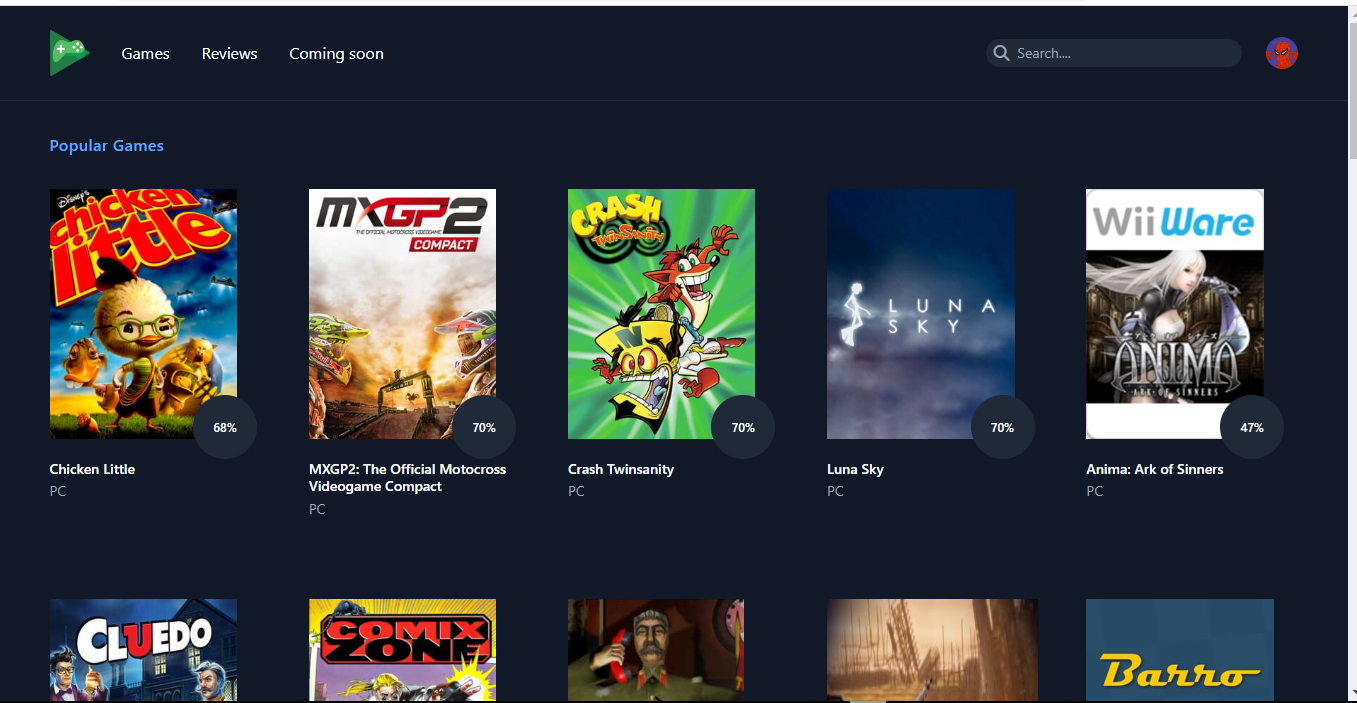 Games Reviews Coming soon Search....
Popular Games
DISNEY'S
chicken
little
MXGP2
THE OFFICIAL MOTOCROSS VIDEOGAME
COMPACT
CRASH
TWINSANITY
N
LUNA
SKY
WiiWare
ANIMA
ARK OF SINNERS
68%
70%
70%
70%
47%
Chicken Little
PC
MXGP2: The Official Motocross
Videogame Compact
PC
Crash Twinsanity
PC
Luna Sky
PC
Anima: Ark of Sinners
PC
CLUEDO
COMIX
ZONE
Barro